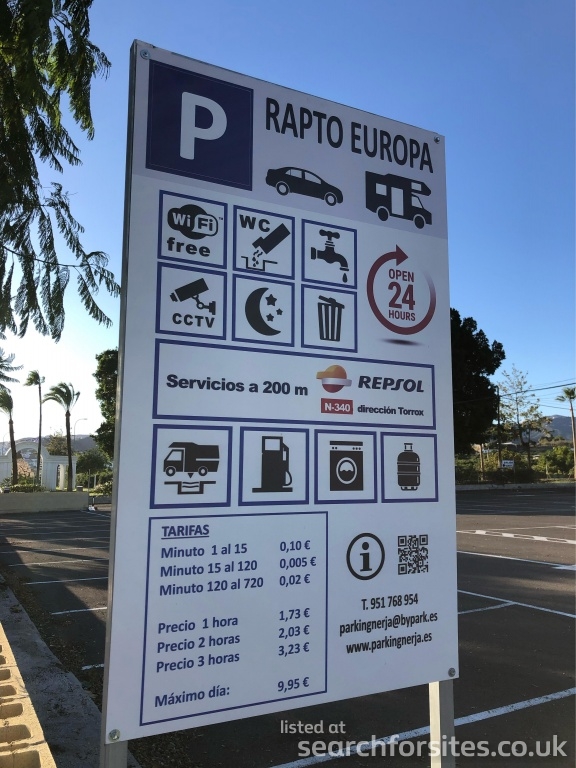 P
RAPTO EUROPA
WiFi™
free
WC
CCTV
OPEN
24
HOURS
Servicios a 200 m
REPSOL
N-340 dirección Torrox
TARIFAS
Minuto 1 al 15 0,10 €
Minuto 15 al 120 0,005 €
Minuto 120 al 720 0,02 €
Precio 1 hora 1,73 €
Precio 2 horas 2,03 €
Precio 3 horas 3,23 €
Máximo día: 9,95 €
i
T. 951 768 954
parkingnerja@bypark.es
www.parkingnerja.es
listed at
searchforsites.co.uk